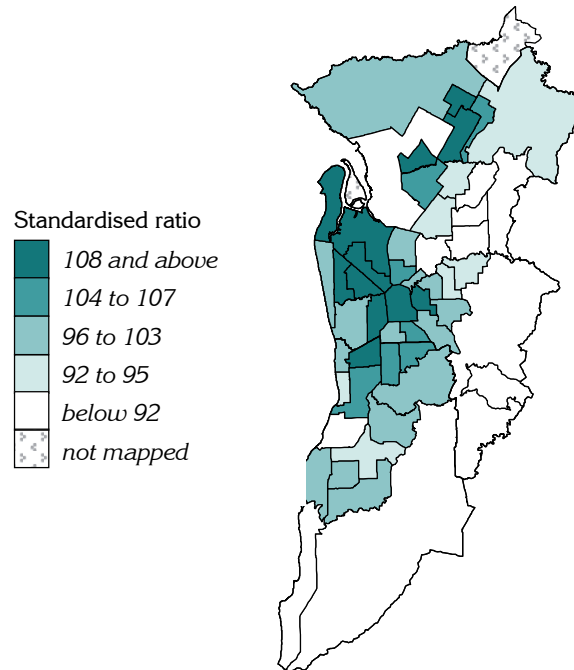 Standardised ratio
108 and above
104 to 107
96 to 103
92 to 95
below 92
not mapped